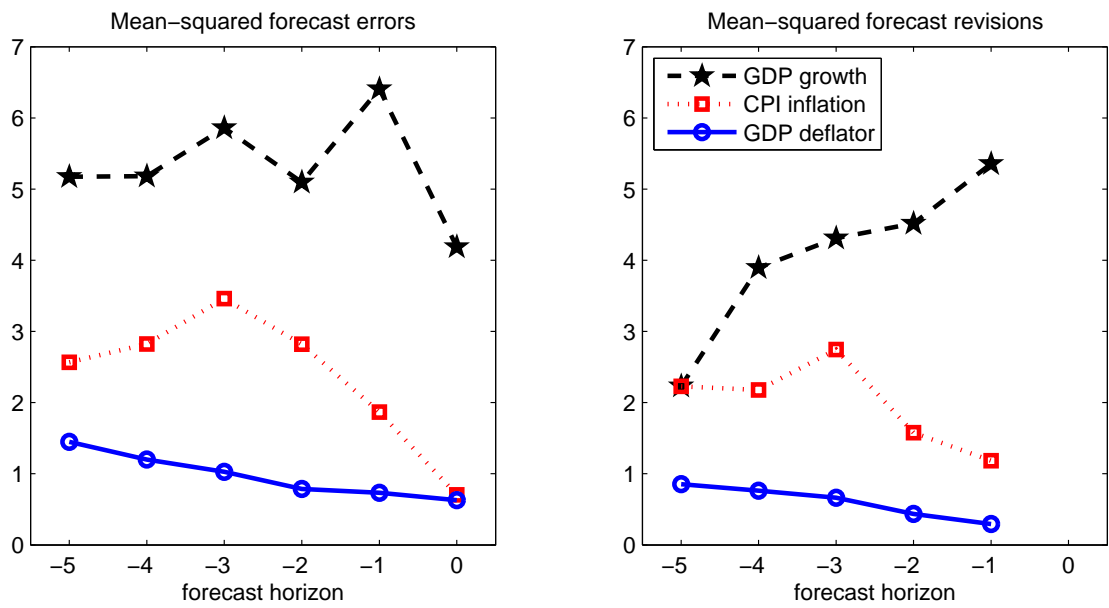 Mean−squared forecast errors
7
6
5
4
3
2
1
0
−5 −4 −3 −2 −1 0
forecast horizon
Mean−squared forecast revisions
7
6
5
4
3
2
1
0
GDP growth
CPI inflation
GDP deflator
−5 −4 −3 −2 −1 0
forecast horizon